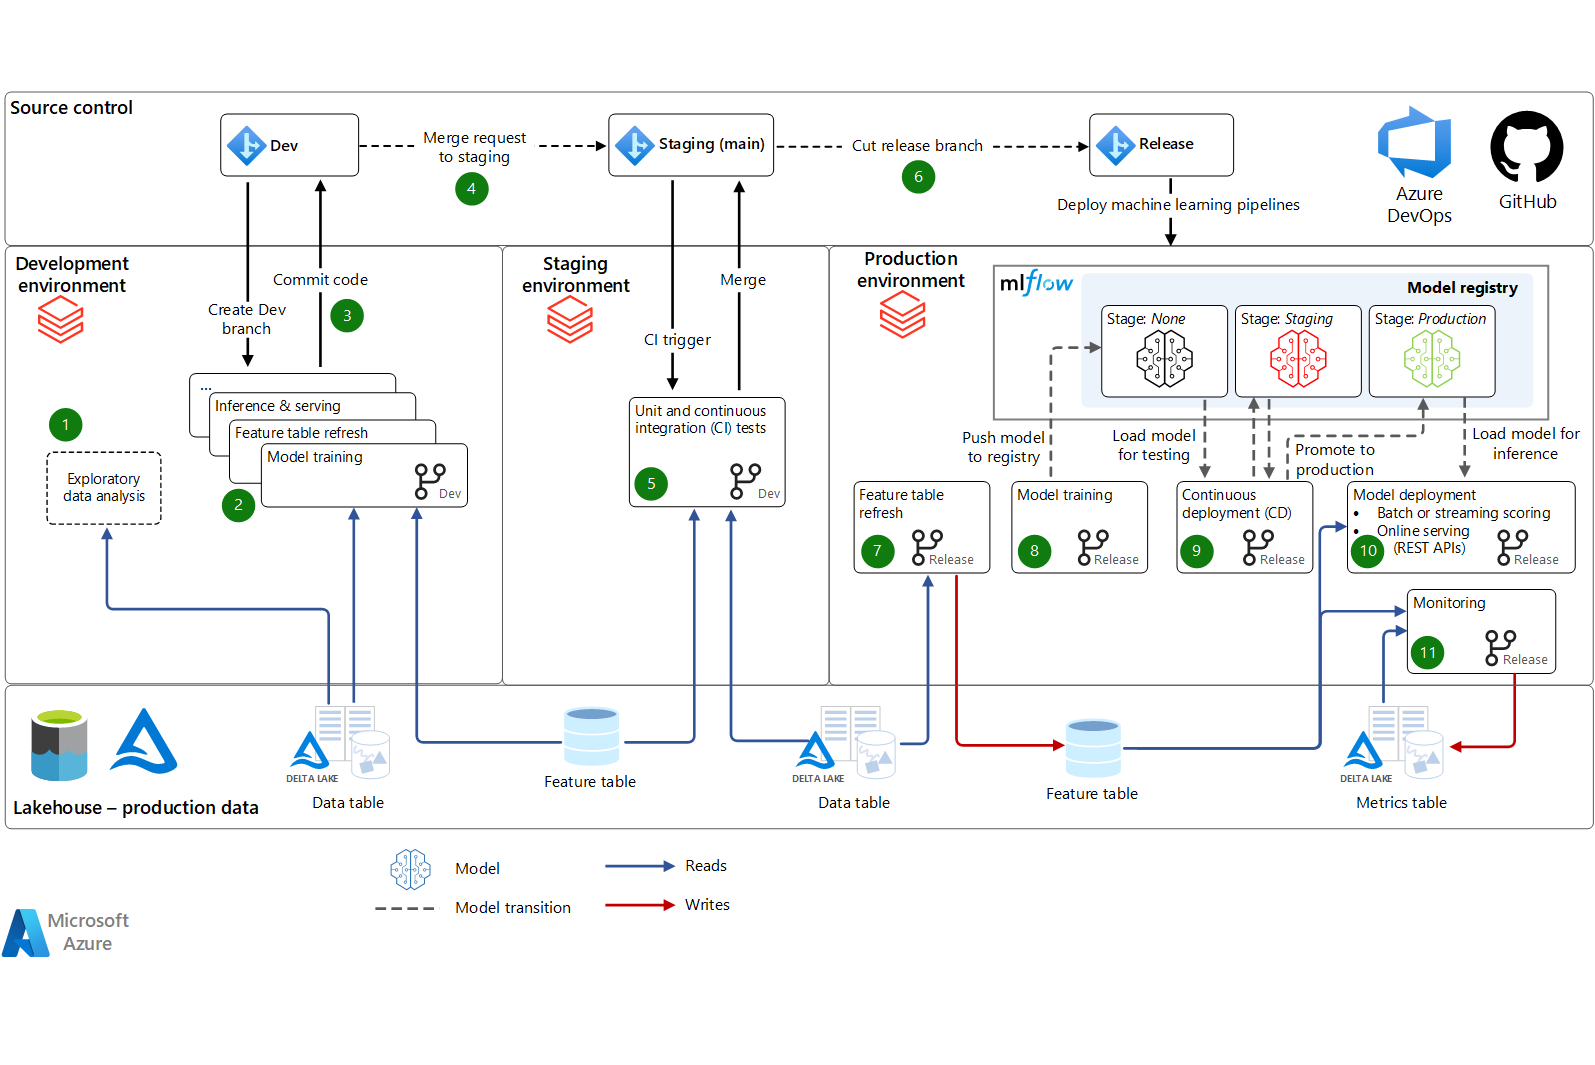 Source control
Dev
Merge request
to staging
4
Staging (main)
Cut release branch
6
Release
Deploy machine learning pipelines
Azure
DevOps
GitHub
Development
environment
Commit code
3
Create Dev
branch
...
Inference & serving
Feature table refresh
Model training
Dev
2
1
Exploratory
data analysis
Staging
environment
CI trigger
Merge
Unit and continuous
integration (CI) tests
5
Dev
Production
environment
mlflow
Model registry
Stage: None
Stage: Staging
Stage: Production
Push model
to registry
Load model
for testing
Promote to
production
Load model for
inference
Feature table
refresh
7
Release
Model training
8
Release
Continuous
deployment (CD)
9
Release
Model deployment
• Batch or streaming scoring
• Online serving
(REST APIs)
10
Release
Monitoring
11
Release
Lakehouse – production data
DELTA LAKE
Data table
Feature table
DELTA LAKE
Data table
Feature table
DELTA LAKE
Metrics table
Model
Reads
Model transition
Writes
Microsoft
Azure